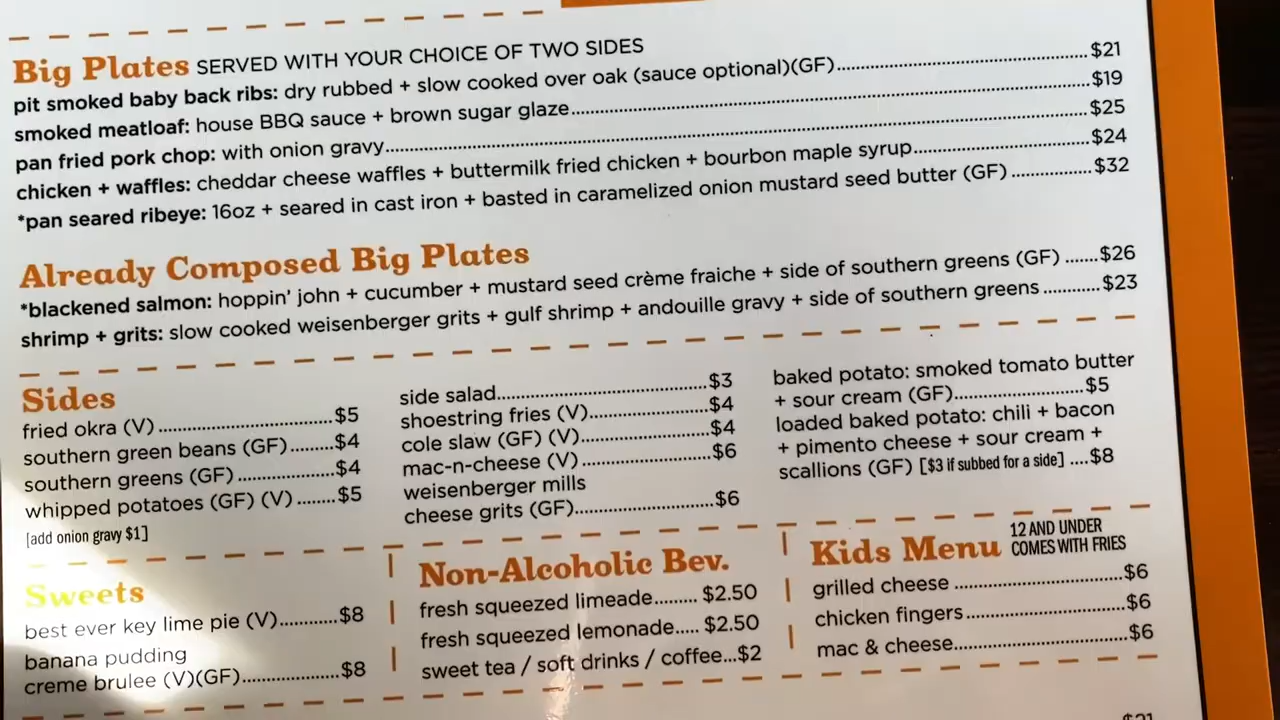 Big Plates SERVED WITH YOUR CHOICE OF TWO SIDES
pit smoked baby back ribs: dry rubbed + slow cooked over oak (sauce optional)(GF)..........$21
smoked meatloaf: house BBQ sauce + brown sugar glaze..........$19
pan fried pork chop: with onion gravy..........$25
chicken + waffles: cheddar cheese waffles + buttermilk fried chicken + bourbon maple syrup..........$24
*pan seared ribeye: 16oz + seared in cast iron + basted in caramelized onion mustard seed butter (GF) ..........$32
Already Composed Big Plates
*blackened salmon: hoppin' john + cucumber + mustard seed crème fraiche + side of southern greens (GF) .......$26
shrimp + grits: slow cooked weisenberger grits + gulf shrimp + andouille gravy + side of southern greens ...........$23
Sides
fried okra (V) ..........$5
southern green beans (GF)........$4
southern greens (GF) ..........$4
whipped potatoes (GF) (V) .......$5
[add onion gravy $1]
side salad..........$3
shoestring fries (V)..........$4
cole slaw (GF) (V)..........$4
mac-n-cheese (V) ..........$6
weisenberger mills
cheese grits (GF)..........$6
baked potato: smoked tomato butter
+ sour cream (GF)..........$5
loaded baked potato: chili + bacon
+ pimento cheese + sour cream +
scallions (GF) [$3 if subbed for a side] ....$8
Sweets
best ever key lime pie (V)...........$8
banana pudding
creme brulee (V)(GF)..........$8
Non-Alcoholic Bev.
fresh squeezed limeade......... $2.50
fresh squeezed lemonade..... $2.50
sweet tea / soft drinks / coffee...$2
Kids Menu 12 AND UNDER
COMES WITH FRIES
grilled cheese ..........$6
chicken fingers..........$6
mac & cheese..........$6